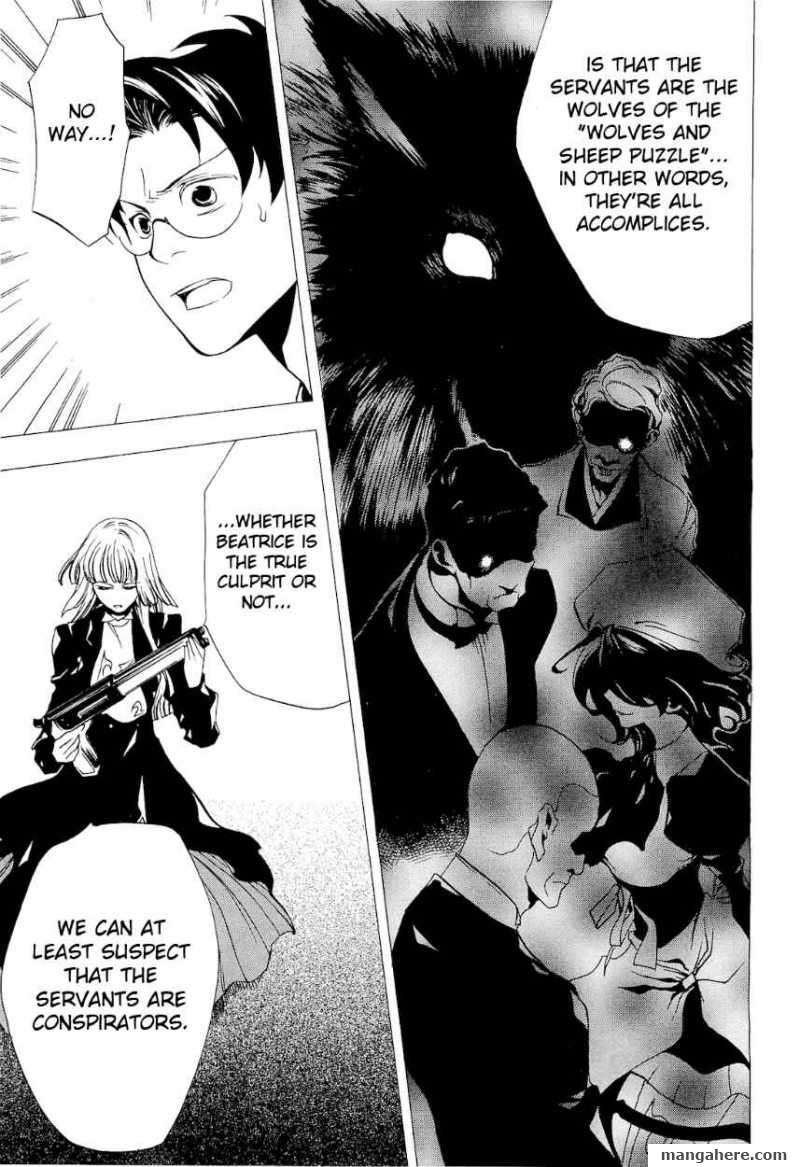 IS THAT THE
SERVANTS ARE THE
WOLVES OF THE
"WOLVES AND
SHEEP PUZZLE"...
IN OTHER WORDS,
THEY'RE ALL
ACCOMPLICES.
NO
WAY...!
...WHETHER
BEATRICE IS
THE TRUE
CULPRIT OR
NOT...
WE CAN AT
LEAST SUSPECT
THAT THE
SERVANTS ARE
CONSPIRATORS.
mangahere.com